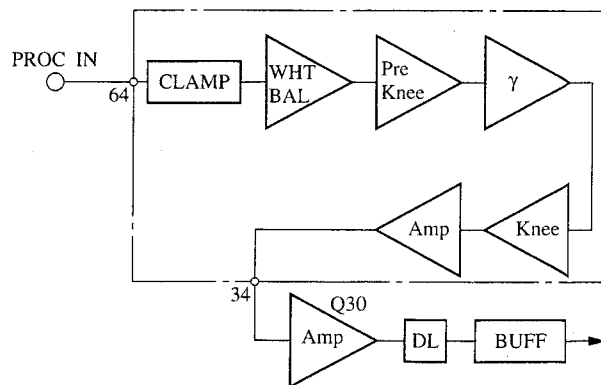 PROC IN
64
CLAMP
WHT
BAL
Pre
Knee
γ
Amp
Knee
34
Q30
Amp
DL
BUFF